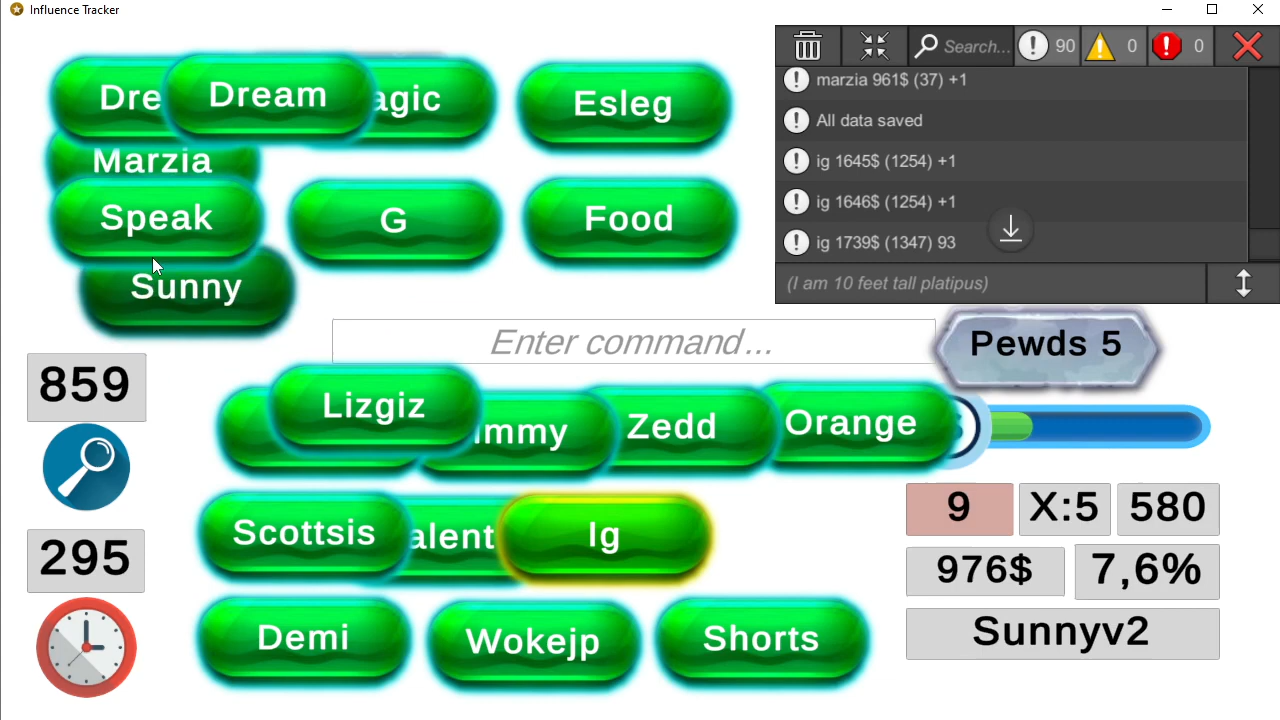 Influence Tracker
Dre
Dream
agic
Esleg
Marzia
Speak
G
Food
Sunny
Search...
90
0
0
marzia 961$ (37) +1
All data saved
ig 1645$ (1254) +1
ig 1646$ (1254) +1
ig 1739$ (1347) 93
(I am 10 feet tall platipus)
Enter command...
Pewds 5
859
Lizgiz
immy
Zedd
Orange
Scottsis
alent
Ig
9
X:5
580
295
976$
7,6%
Demi
Wokejp
Shorts
Sunnyv2